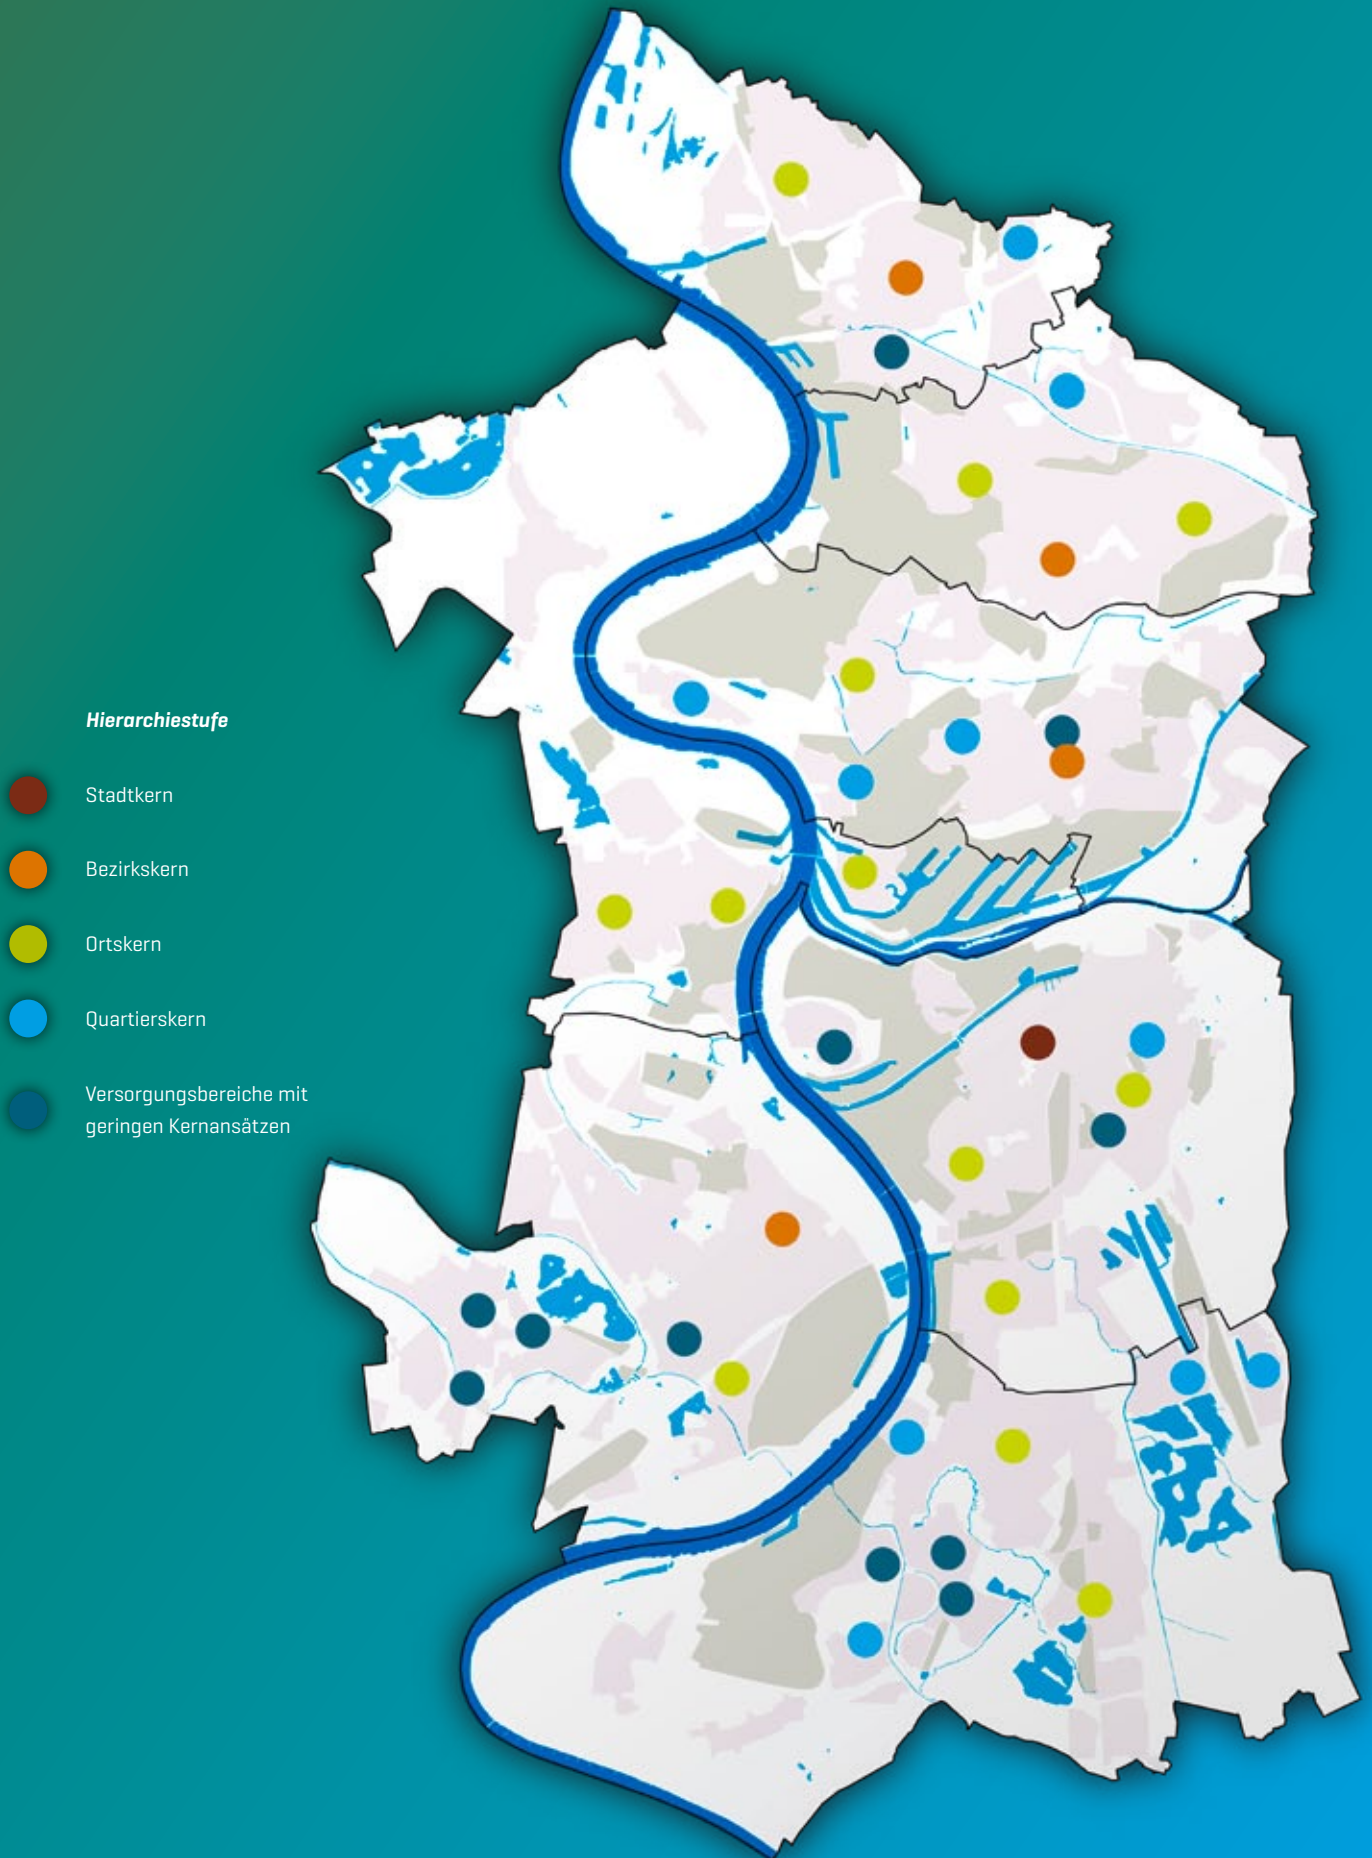 Hierarchiestufe
Stadtkern
Bezirkskern
Ortskern
Quartierskern
Versorgungsbereiche mit
geringen Kernansätzen